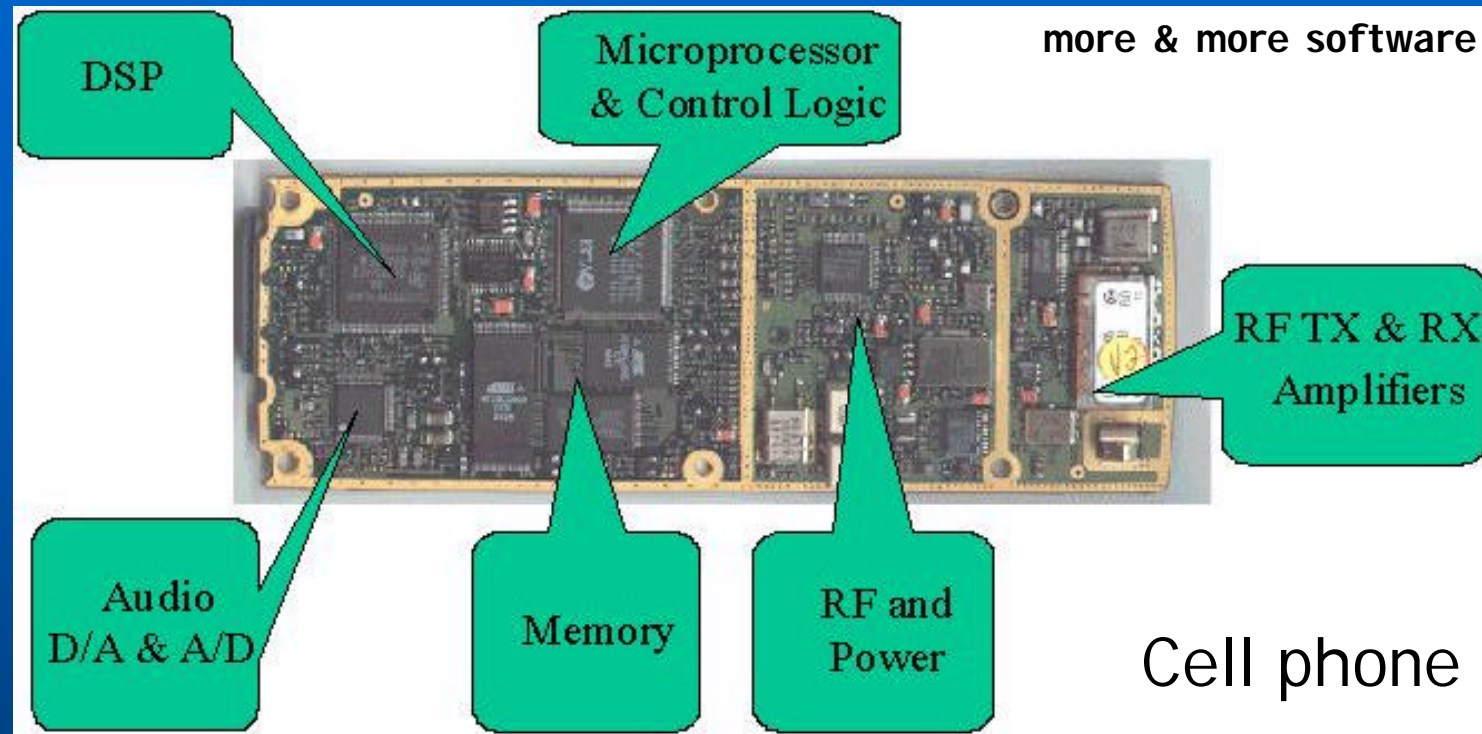 more & more software
DSP
Microprocessor
& Control Logic
RF TX & RX
Amplifiers
Audio
D/A & A/D
Memory
RF and
Power
Cell phone